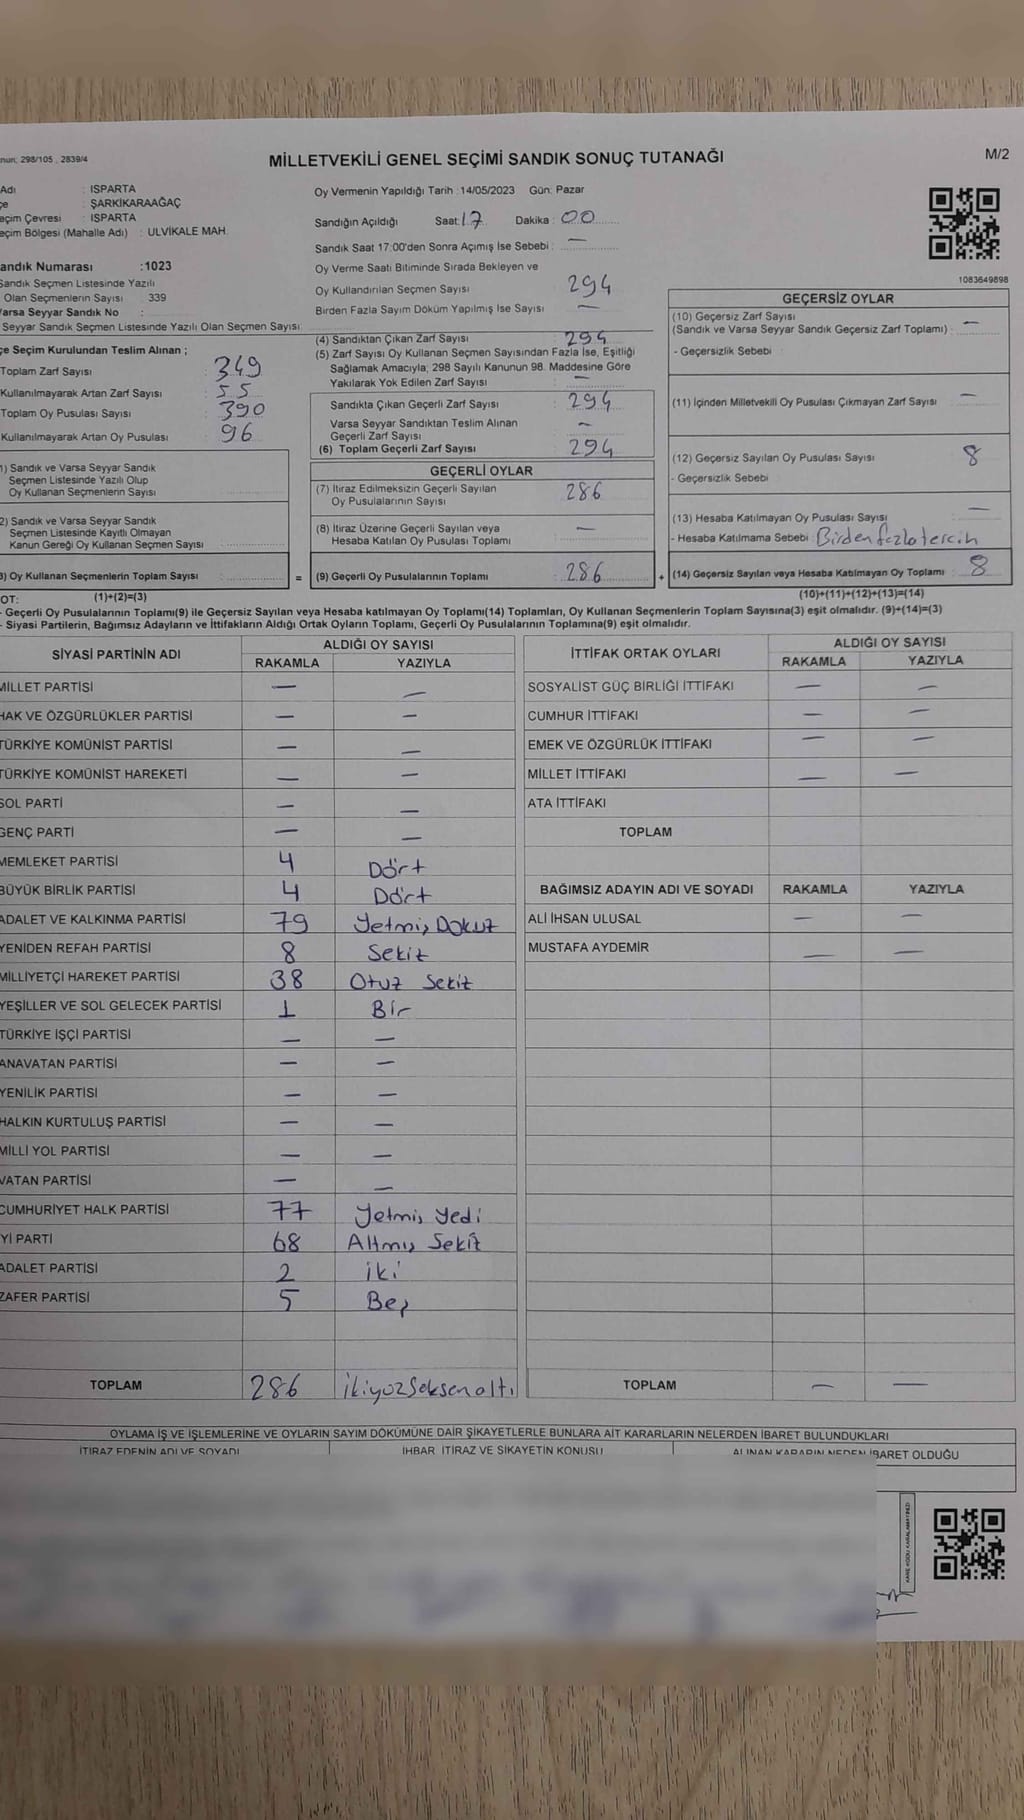 nun; 298/105 , 2839/4
MİLLETVEKİLİ GENEL SEÇİMİ SANDIK SONUÇ TUTANAĞI
M/2
Adı : ISPARTA
çe : ŞARKİKARAAĞAÇ
eçim Çevresi : ISPARTA
eçim Bölgesi (Mahalle Adı) : ULVİKALE MAH.
andık Numarası :1023
Sandık Seçmen Listesinde Yazılı
Olan Seçmenlerin Sayısı : 339
Varsa Seyyar Sandık No :
Seyyar Sandık Seçmen Listesinde Yazılı Olan Seçmen Sayısı:
çe Seçim Kurulundan Teslim Alınan ;
Toplam Zarf Sayısı : 349
Kullanılmayarak Artan Zarf Sayısı : 55
Toplam Oy Pusulası Sayısı : 390
Kullanılmayarak Artan Oy Pusulası : 96
1) Sandık ve Varsa Seyyar Sandık
Seçmen Listesinde Yazılı Olup
Oy Kullanan Seçmenlerin Sayısı :
2) Sandık ve Varsa Seyyar Sandık
Seçmen Listesinde Kayıtlı Olmayan
Kanun Gereği Oy Kullanan Seçmen Sayısı :
3) Oy Kullanan Seçmenlerin Toplam Sayısı :
Oy Vermenin Yapıldığı Tarih :14/05/2023 Gün: Pazar
Sandığın Açıldığı Saat: 17 Dakika : 00
Sandık Saat 17:00'den Sonra Açımış İse Sebebi : —
Oy Verme Saati Bitiminde Sırada Bekleyen ve
Oy Kullandırılan Seçmen Sayısı : 294
Birden Fazla Sayım Döküm Yapılmış İse Sayısı : —
(4) Sandıktan Çıkan Zarf Sayısı : 294
(5) Zarf Sayısı Oy Kullanan Seçmen Sayısından Fazla İse, Eşitliği
Sağlamak Amacıyla; 298 Sayılı Kanunun 98. Maddesine Göre
Yakılarak Yok Edilen Zarf Sayısı : —
Sandıkta Çıkan Geçerli Zarf Sayısı : 294
Varsa Seyyar Sandıktan Teslim Alınan
Geçerli Zarf Sayısı : —
(6) Toplam Geçerli Zarf Sayısı : 294
GEÇERLİ OYLAR
(7) İtiraz Edilmeksizin Geçerli Sayılan
Oy Pusulalarının Sayısı : 286
(8) İtiraz Üzerine Geçerli Sayılan veya
Hesaba Katılan Oy Pusulası Toplamı : —
= (9) Geçerli Oy Pusulalarının Toplamı : 286 +
1083649898
GEÇERSİZ OYLAR
(10) Geçersiz Zarf Sayısı
(Sandık ve Varsa Seyyar Sandık Geçersiz Zarf Toplamı) : —
- Geçersizlik Sebebi :
(11) İçinden Milletvekili Oy Pusulası Çıkmayan Zarf Sayısı : —
(12) Geçersiz Sayılan Oy Pusulası Sayısı : 8
- Geçersizlik Sebebi :
(13) Hesaba Katılmayan Oy Pusulası Sayısı : —
- Hesaba Katılmama Sebebi : Birden fazla tercih
(14) Geçersiz Sayılan veya Hesaba Katılmayan Oy Toplamı : 8
OT: (1)+(2)=(3)
(10)+(11)+(12)+(13)=(14)
- Geçerli Oy Pusulalarının Toplamı(9) ile Geçersiz Sayılan veya Hesaba katılmayan Oy Toplamı(14) Toplamları, Oy Kullanan Seçmenlerin Toplam Sayısına(3) eşit olmalıdır. (9)+(14)=(3)
- Siyasi Partilerin, Bağımsız Adayların ve İttifakların Aldığı Ortak Oyların Toplamı, Geçerli Oy Pusulalarının Toplamına(9) eşit olmalıdır.
SİYASİ PARTİNİN ADI
ALDIĞI OY SAYISI
RAKAMLA YAZIYLA
MİLLET PARTİSİ — —
HAK VE ÖZGÜRLÜKLER PARTİSİ — —
TÜRKİYE KOMÜNİST PARTİSİ — —
TÜRKİYE KOMÜNİST HAREKETİ — —
SOL PARTİ — —
GENÇ PARTİ — —
MEMLEKET PARTİSİ 4 Dört
BÜYÜK BİRLİK PARTİSİ 4 Dört
ADALET VE KALKINMA PARTİSİ 79 Yetmiş Dokuz
YENİDEN REFAH PARTİSİ 8 Sekiz
MİLLİYETÇİ HAREKET PARTİSİ 38 Otuz Sekiz
YEŞİLLER VE SOL GELECEK PARTİSİ 1 Bir
TÜRKİYE İŞÇİ PARTİSİ — —
ANAVATAN PARTİSİ — —
YENİLİK PARTİSİ — —
HALKIN KURTULUŞ PARTİSİ — —
MİLLİ YOL PARTİSİ — —
VATAN PARTİSİ — —
CUMHURİYET HALK PARTİSİ 77 Yetmiş Yedi
Yİ PARTİ 68 Altmış Sekiz
ADALET PARTİSİ 2 iki
ZAFER PARTİSİ 5 Beş
TOPLAM 286 ikiyüzseksenaltı
İTTİFAK ORTAK OYLARI
ALDIĞI OY SAYISI
RAKAMLA YAZIYLA
SOSYALİST GÜÇ BİRLİĞİ İTTİFAKI — —
CUMHUR İTTİFAKI — —
EMEK VE ÖZGÜRLÜK İTTİFAKI — —
MİLLET İTTİFAKI — —
ATA İTTİFAKI
TOPLAM
BAĞIMSIZ ADAYIN ADI VE SOYADI RAKAMLA YAZIYLA
ALİ İHSAN ULUSAL — —
MUSTAFA AYDEMİR — —
TOPLAM — —
OYLAMA İŞ VE İŞLEMLERİNE VE OYLARIN SAYIM DÖKÜMÜNE DAİR ŞİKAYETLERLE BUNLARA AİT KARARLARIN NELERDEN İBARET BULUNDUKLARI
İTİRAZ EDENİN ADI VE SOYADI İHBAR, İTİRAZ VE ŞİKAYETİN KONUSU ALINAN KARARIN NEDEN İBARET OLDUĞU
KARE KODU KARALAMAYINIZ!